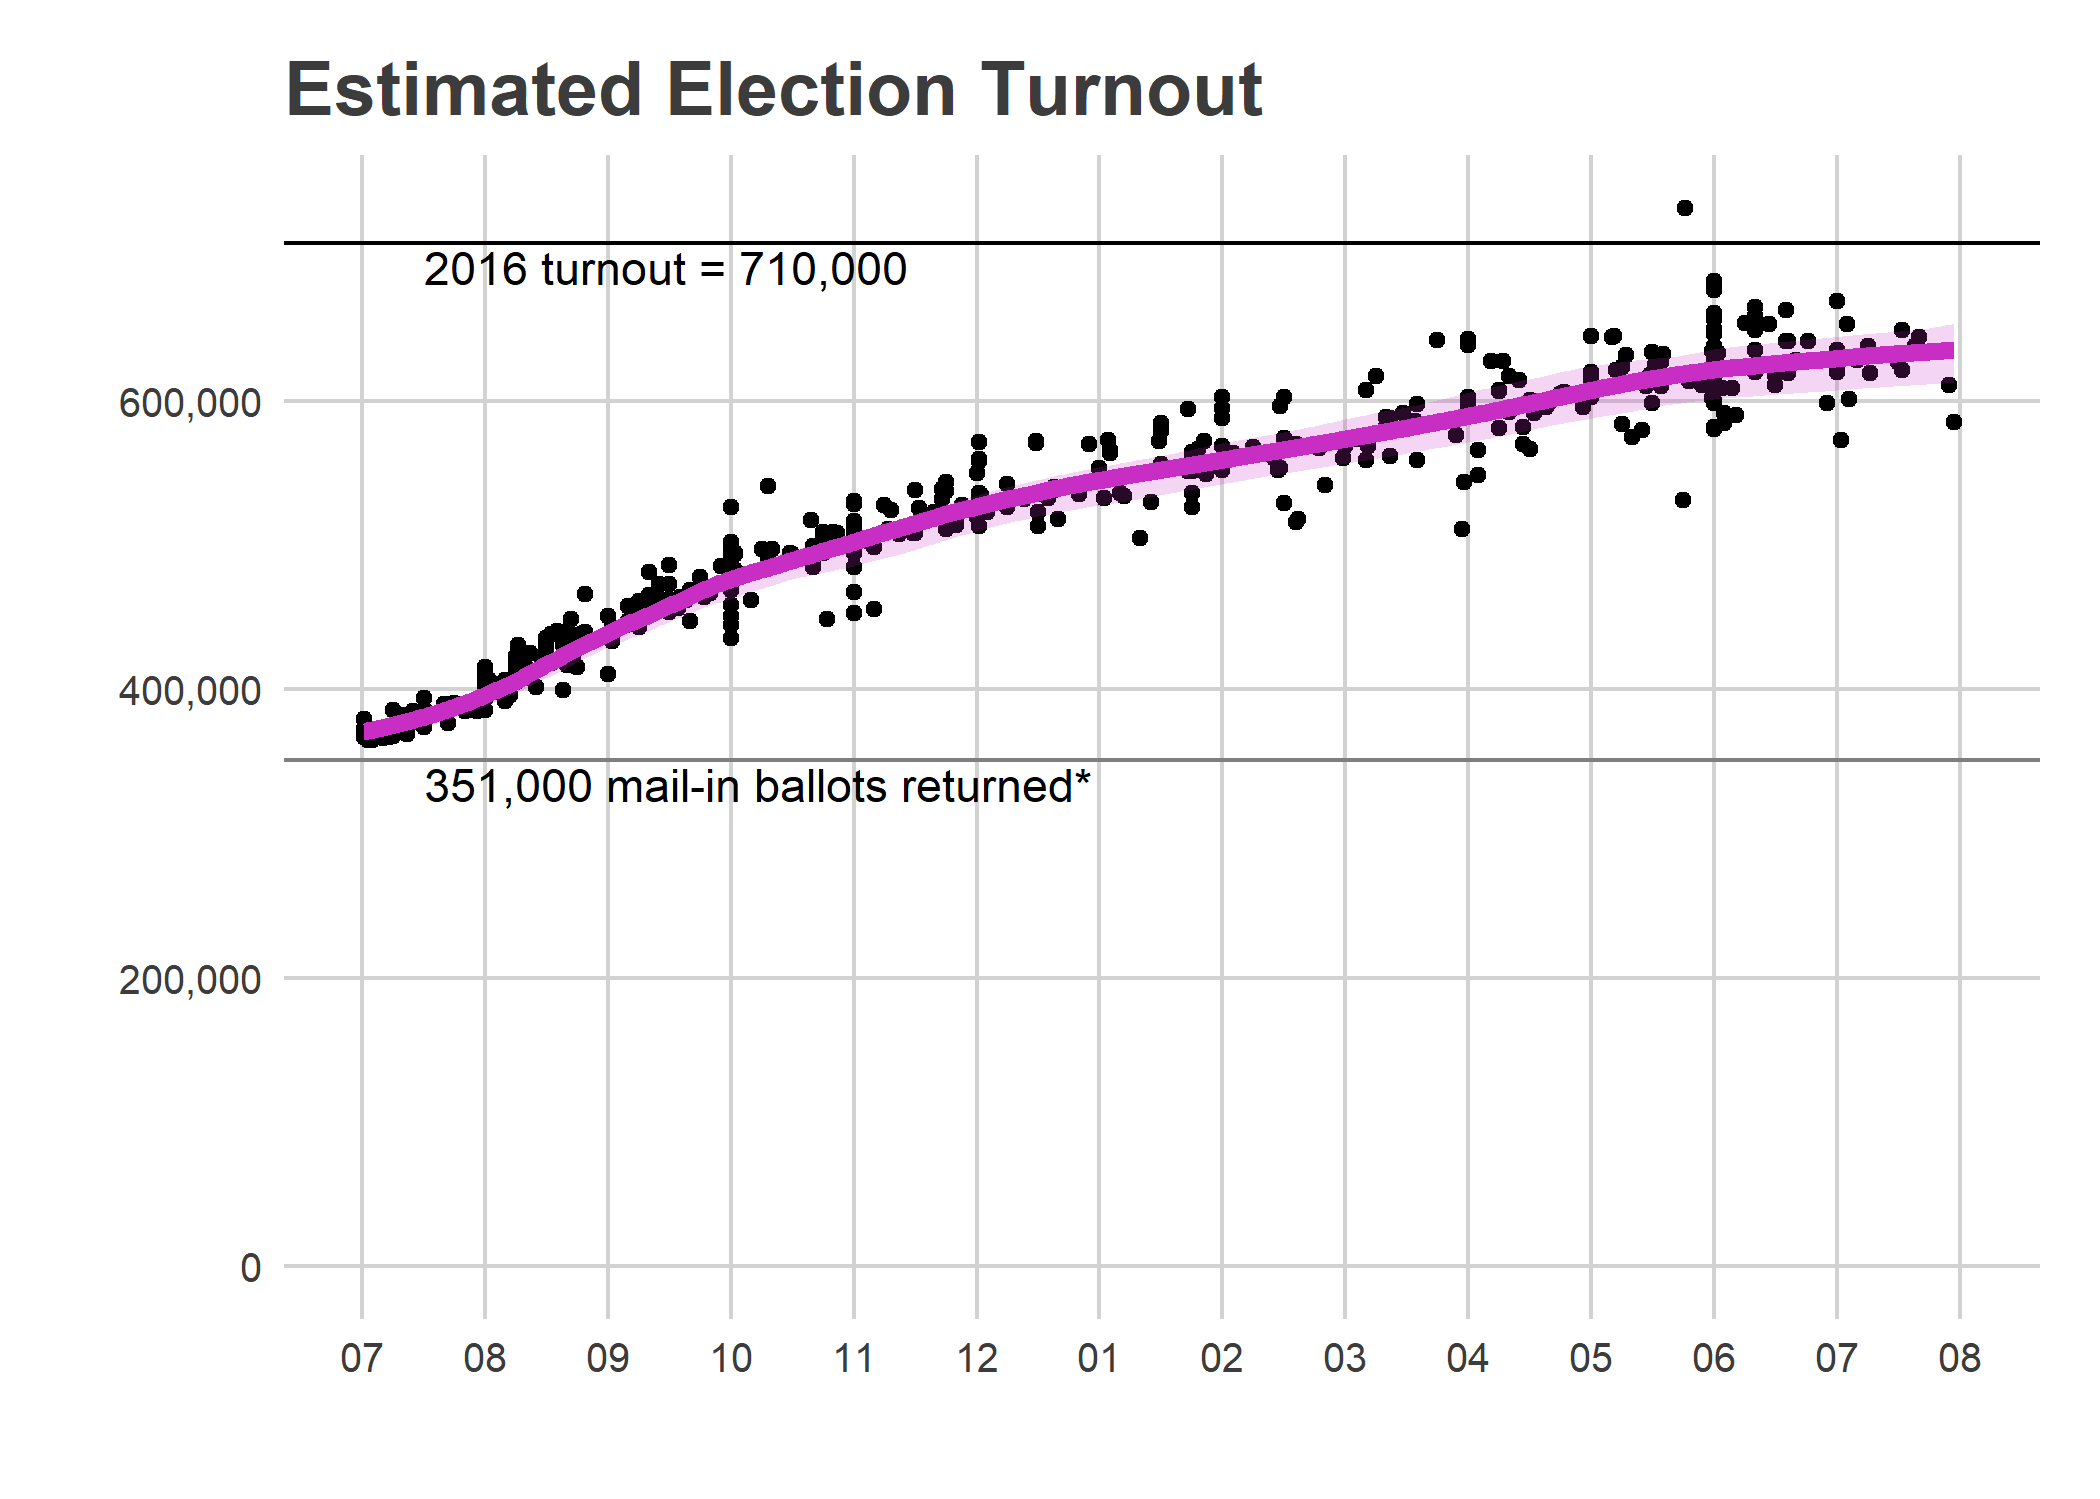 Estimated Election Turnout
2016 turnout = 710,000
600,000
400,000
351,000 mail-in ballots returned*
200,000
0
07 08 09 10 11 12 01 02 03 04 05 06 07 08